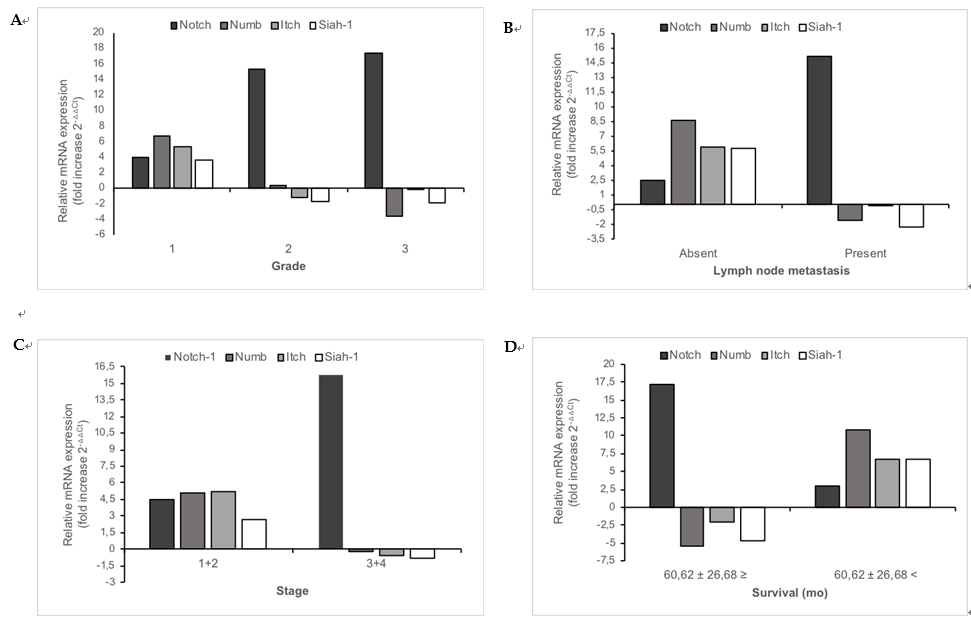 A
Notch Numb Itch Siah-1
Relative mRNA expression
(fold increase 2-△△Ct)
20
18
16
14
12
10
8
6
4
2
0
-2
-4
-6
1 2 3
Grade
B
Notch Numb Itch Siah-1
Relative mRNA expression
(fold increase 2-△△Ct)
17,5
16
14,5
13
11,5
10
8,5
7
5,5
4
2,5
1
-0,5
-2
-3,5
Absent Present
Lymph node metastasis
C
Notch-1 Numb Itch Siah-1
Relative mRNA expression
(fold increase 2-△△Ct)
16,5
15
13,5
12
10,5
9
7,5
6
4,5
3
1,5
0
-1,5
-3
1+2 3+4
Stage
D
Notch Numb Itch Siah-1
Relative mRNA expression
(fold increase 2-△△Ct)
20
17,5
15
12,5
10
7,5
5
2,5
0
-2,5
-5
-7,5
60,62 ± 26,68 ≥ 60,62 ± 26,68 <
Survival (mo)